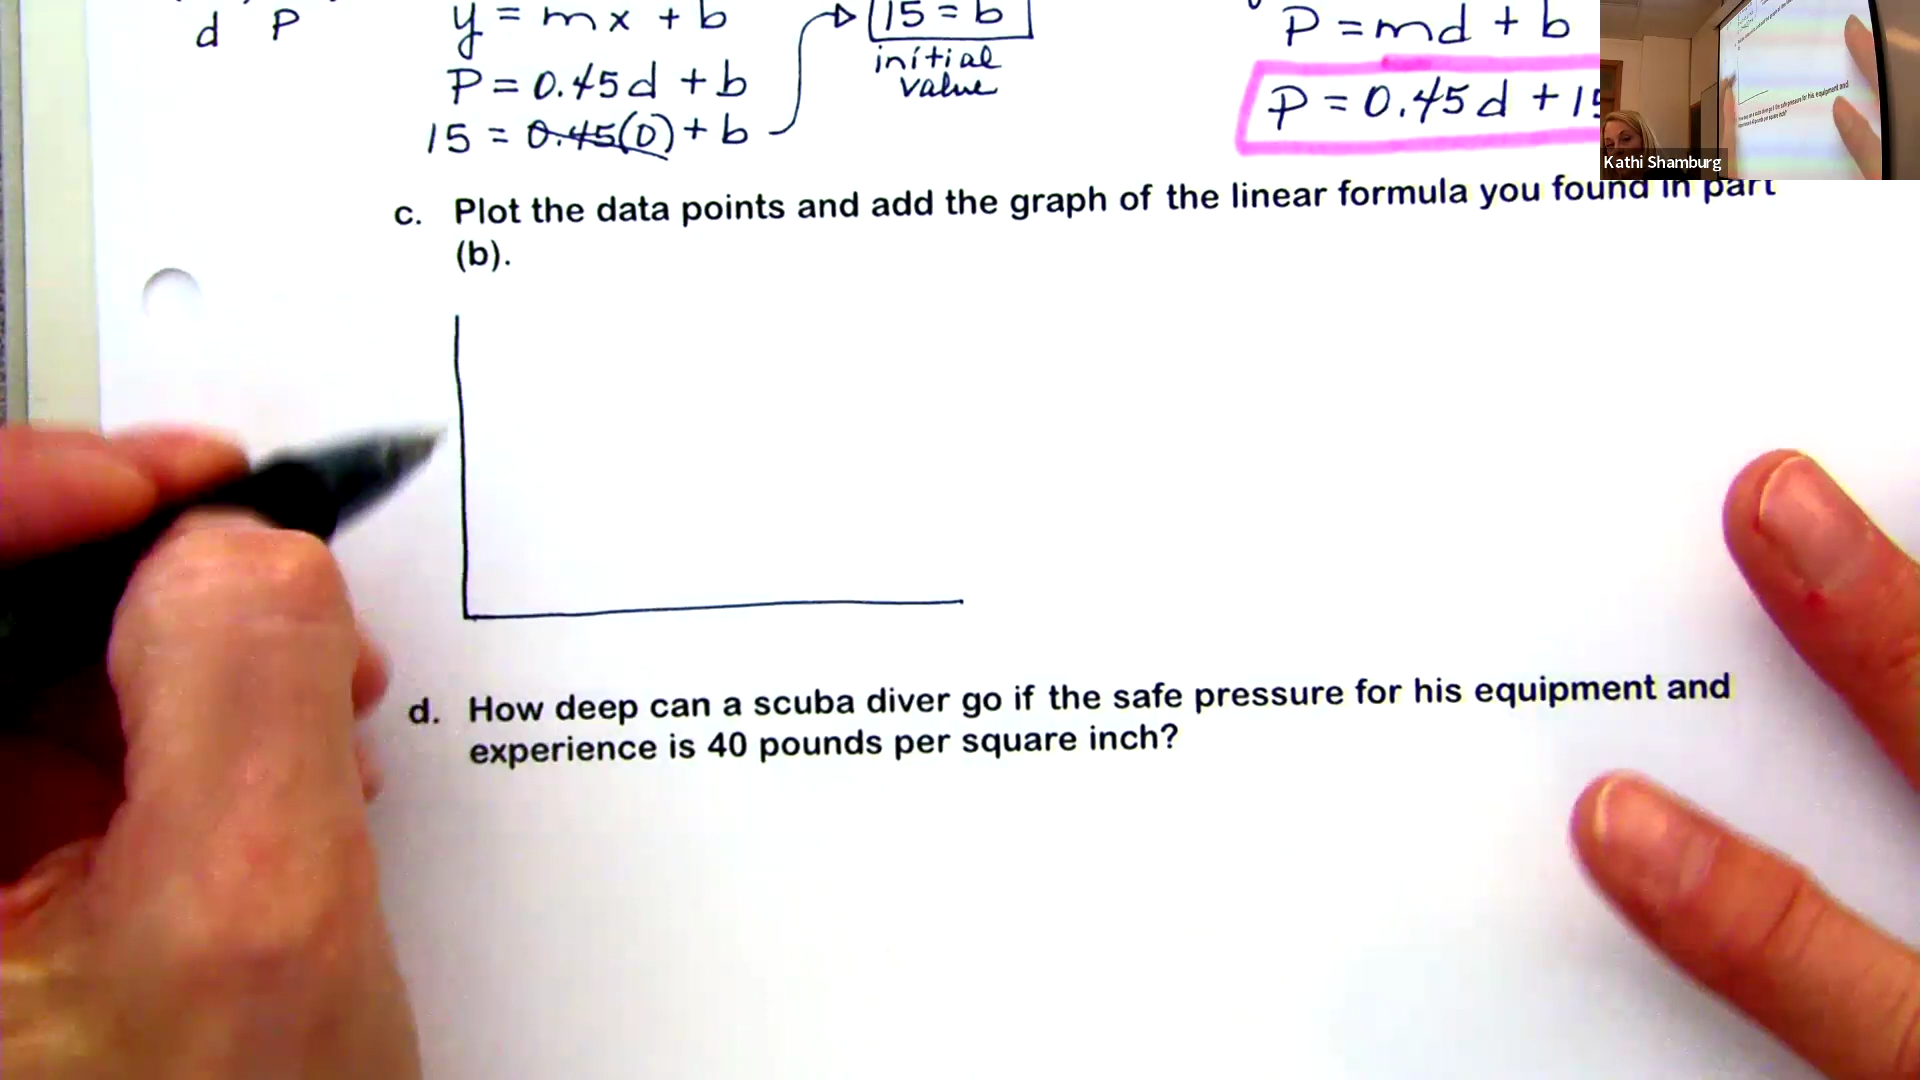 d P
y = mx + b
P = 0.45d + b
15 = 0.45(0) + b
15 = b
initial
value
P = md + b
P = 0.45d + 15
Kathi Shamburg
c. Plot the data points and add the graph of the linear formula you found in part
(b).
d. How deep can a scuba diver go if the safe pressure for his equipment and
experience is 40 pounds per square inch?